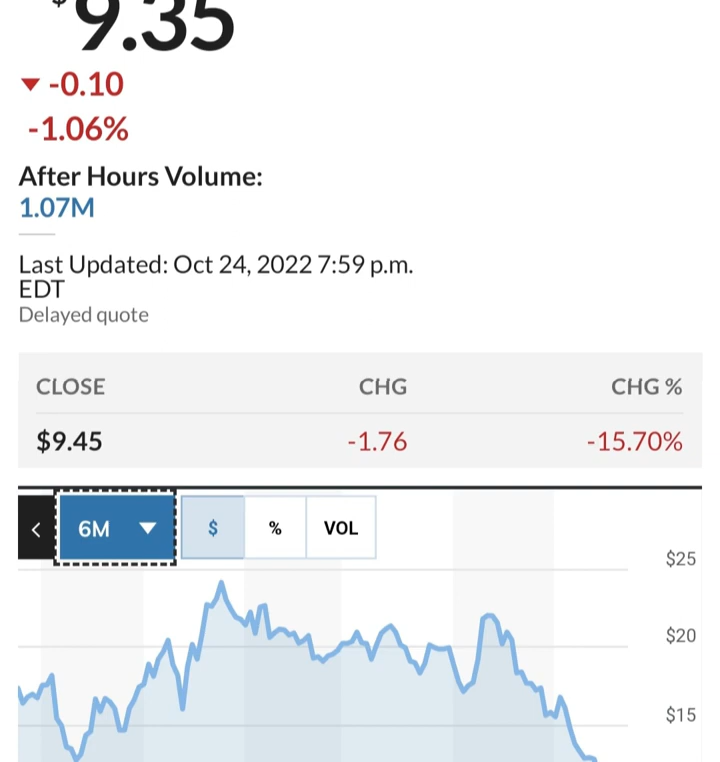 $9.35
-0.10
-1.06%
After Hours Volume:
1.07M
Last Updated: Oct 24, 2022 7:59 p.m.
EDT
Delayed quote
CLOSE CHG CHG %
$9.45 -1.76 -15.70%
6M $ % VOL
$25
$20
$15